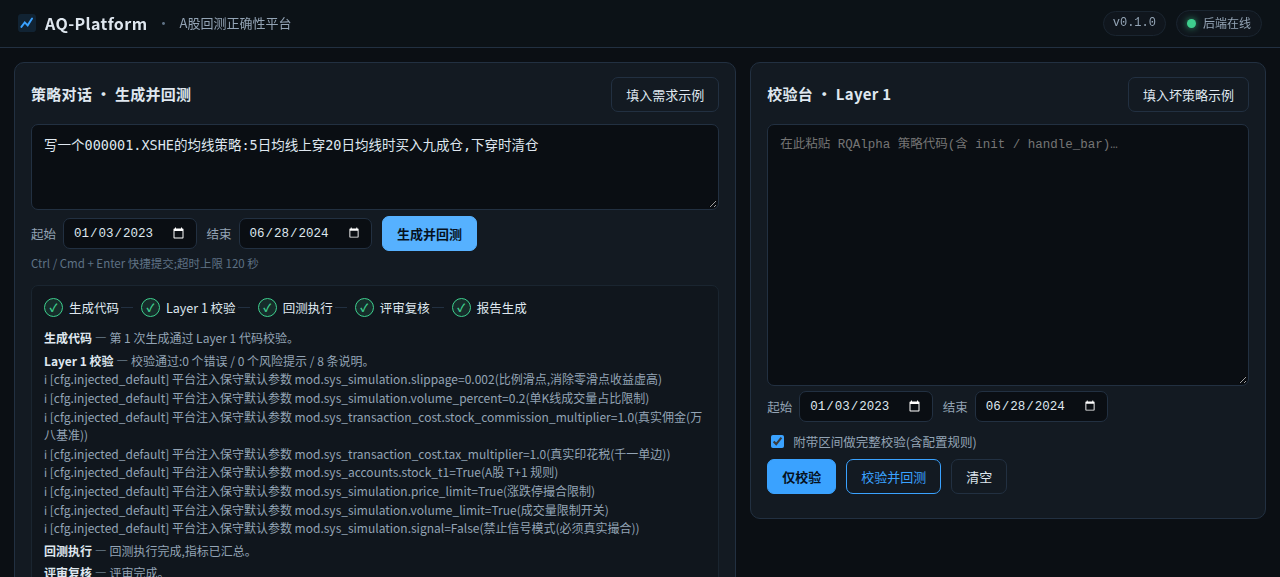 AQ-Platform · A股回测正确性平台
v0.1.0
后端在线
策略对话 · 生成并回测
填入需求示例
写一个000001.XSHE的均线策略:5日均线上穿20日均线时买入九成仓,下穿时清仓
起始 01/03/2023 结束 06/28/2024 生成并回测
Ctrl / Cmd + Enter 快捷提交;超时上限 120 秒
✓ 生成代码 ✓ Layer 1 校验 ✓ 回测执行 ✓ 评审复核 ✓ 报告生成
生成代码 — 第 1 次生成通过 Layer 1 代码校验。
Layer 1 校验 — 校验通过:0 个错误 / 0 个风险提示 / 8 条说明。
i [cfg.injected_default] 平台注入保守默认参数 mod.sys_simulation.slippage=0.002(比例滑点,消除零滑点收益虚高)
i [cfg.injected_default] 平台注入保守默认参数 mod.sys_simulation.volume_percent=0.2(单K线成交量占比限制)
i [cfg.injected_default] 平台注入保守默认参数 mod.sys_transaction_cost.stock_commission_multiplier=1.0(真实佣金(万
八基准))
i [cfg.injected_default] 平台注入保守默认参数 mod.sys_transaction_cost.tax_multiplier=1.0(真实印花税(千一单边))
i [cfg.injected_default] 平台注入保守默认参数 mod.sys_accounts.stock_t1=True(A股 T+1 规则)
i [cfg.injected_default] 平台注入保守默认参数 mod.sys_simulation.price_limit=True(涨跌停撮合限制)
i [cfg.injected_default] 平台注入保守默认参数 mod.sys_simulation.volume_limit=True(成交量限制开关)
i [cfg.injected_default] 平台注入保守默认参数 mod.sys_simulation.signal=False(禁止信号模式(必须真实撮合))
回测执行 — 回测执行完成,指标已汇总。
评审复核 — 评审完成。
校验台 · Layer 1
填入坏策略示例
在此粘贴 RQAlpha 策略代码(含 init / handle_bar)…
起始 01/03/2023 结束 06/28/2024
附带区间做完整校验(含配置规则)
仅校验 校验并回测 清空